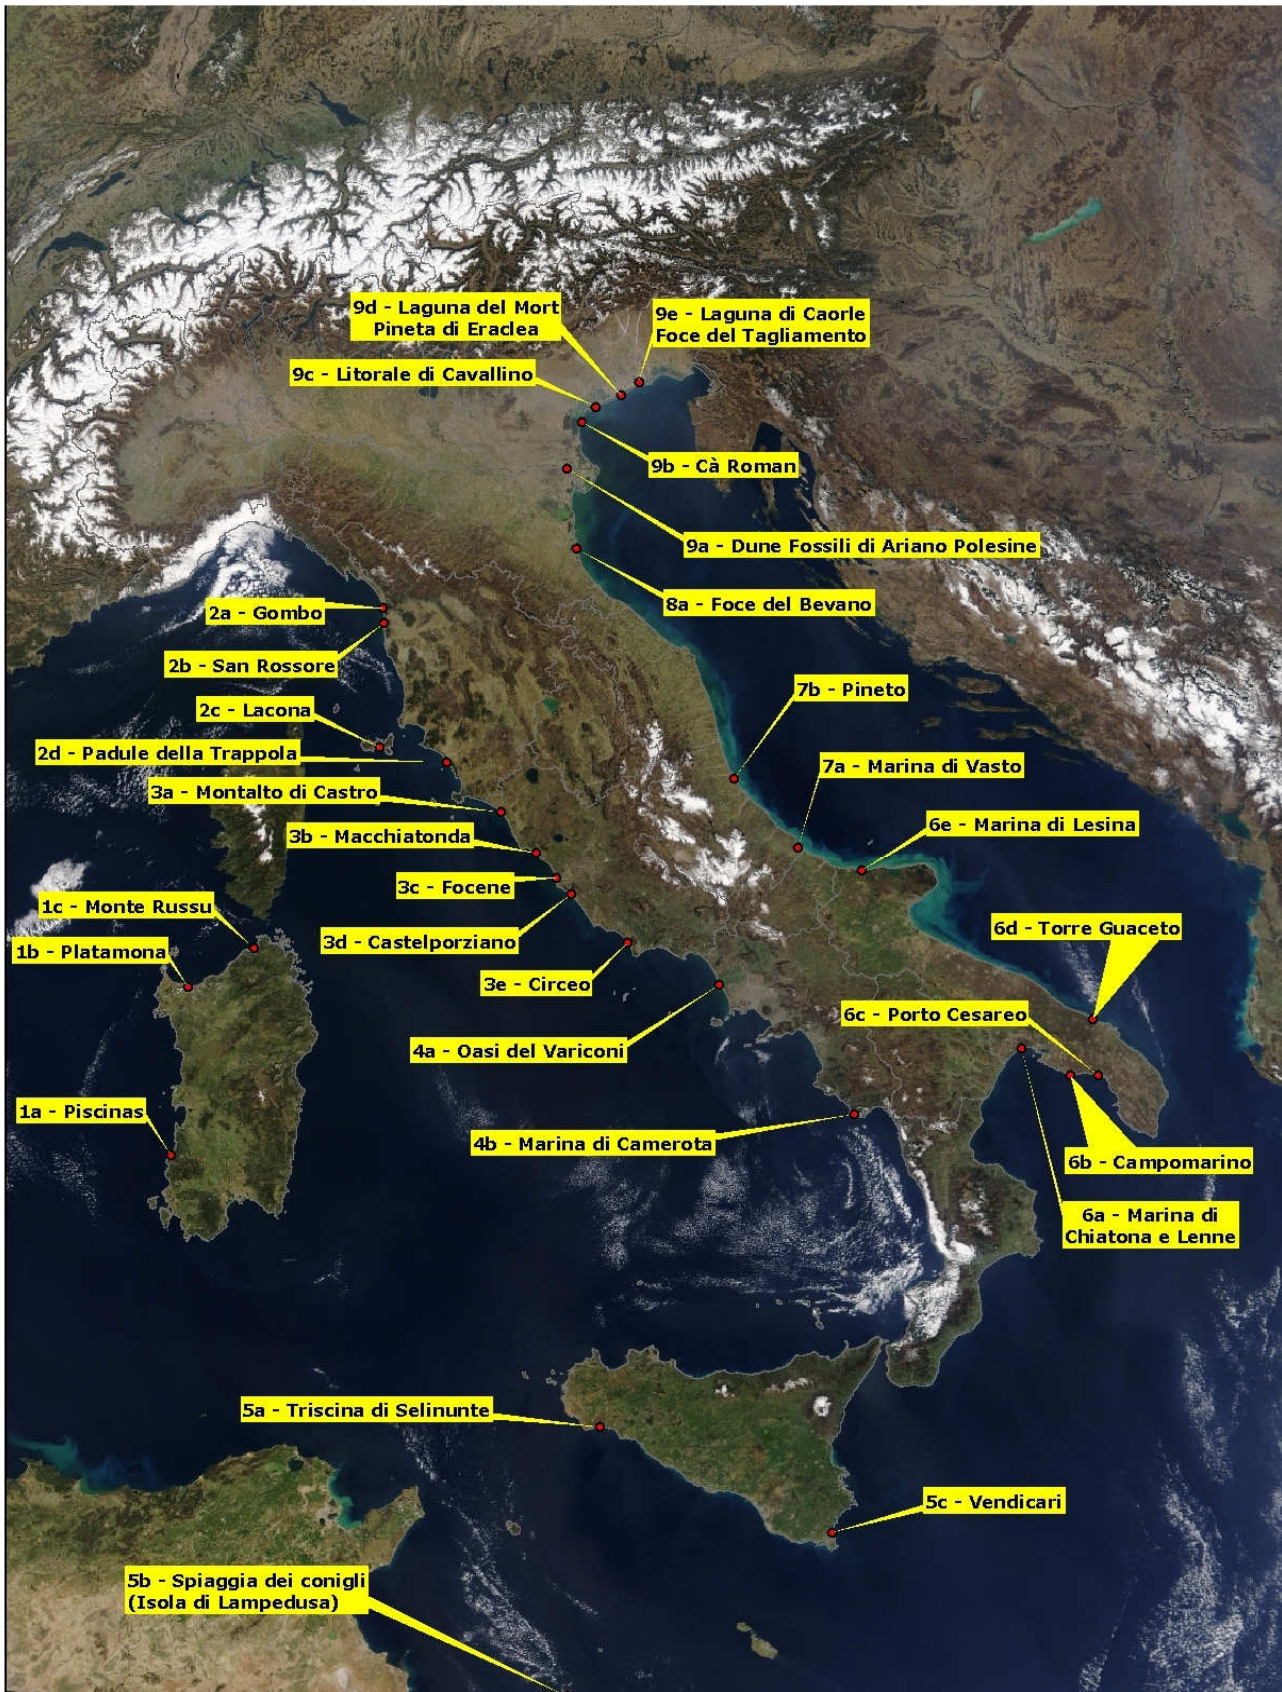 9d - Laguna del Mort
Pineta di Eraclea
9e - Laguna di Caorle
Foce del Tagliamento
9c - Litorale di Cavallino
9b - Cà Roman
9a - Dune Fossili di Ariano Polesine
8a - Foce del Bevano
2a - Gombo
2b - San Rossore
7b - Pineto
2c - Lacona
2d - Padule della Trappola
7a - Marina di Vasto
3a - Montalto di Castro
6e - Marina di Lesina
3b - Macchiatonda
3c - Focene
1c - Monte Russu
6d - Torre Guaceto
3d - Castelporziano
1b - Platamona
3e - Circeo
6c - Porto Cesareo
4a - Oasi del Variconi
1a - Piscinas
4b - Marina di Camerota
6b - Campomarino
6a - Marina di
Chiatona e Lenne
5a - Triscina di Selinunte
5c - Vendicari
5b - Spiaggia dei conigli
(Isola di Lampedusa)